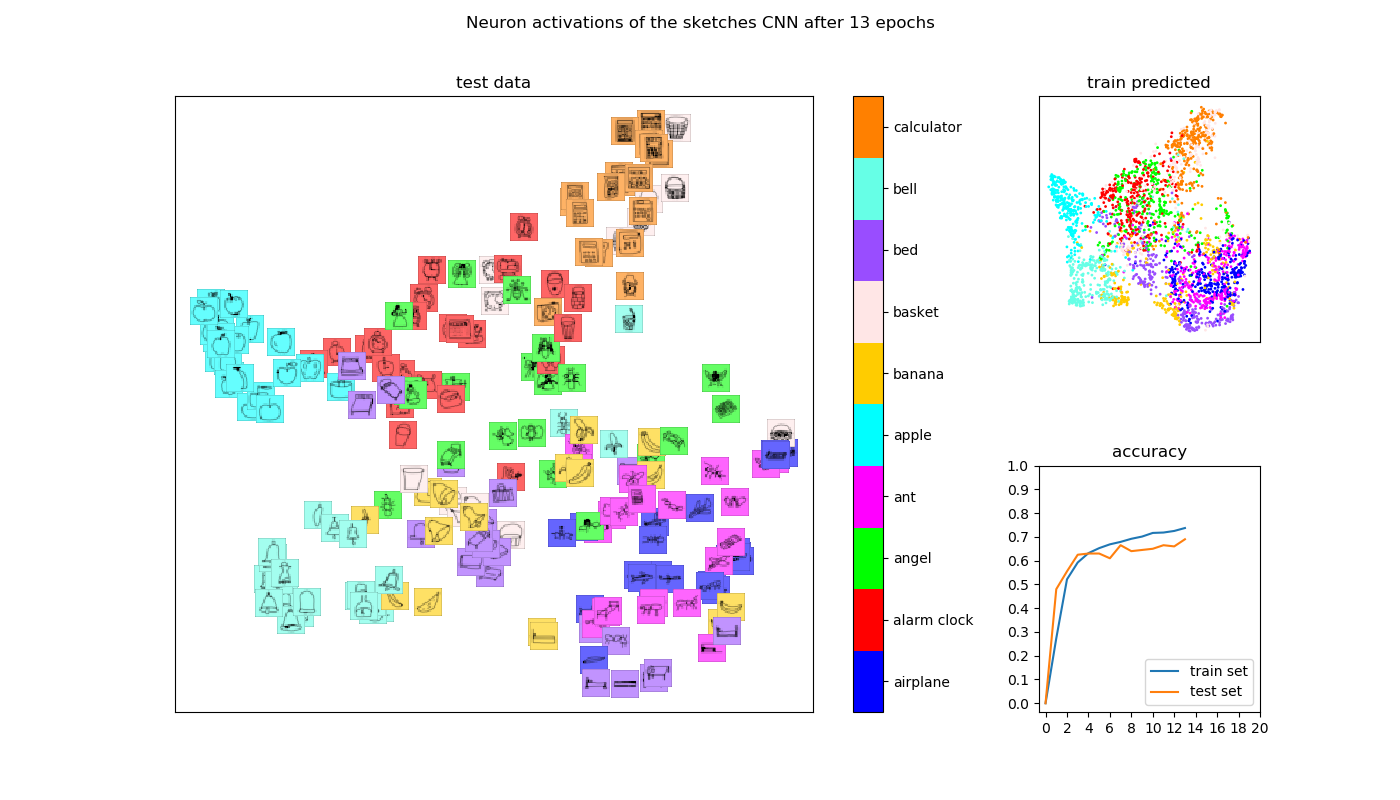 Neuron activations of the sketches CNN after 13 epochs
test data
calculator
bell
bed
basket
banana
apple
ant
angel
alarm clock
airplane
train predicted
accuracy
1.0
0.9
0.8
0.7
0.6
0.5
0.4
0.3
0.2
0.1
0.0
train set
test set
0 2 4 6 8 10 12 14 16 18 20